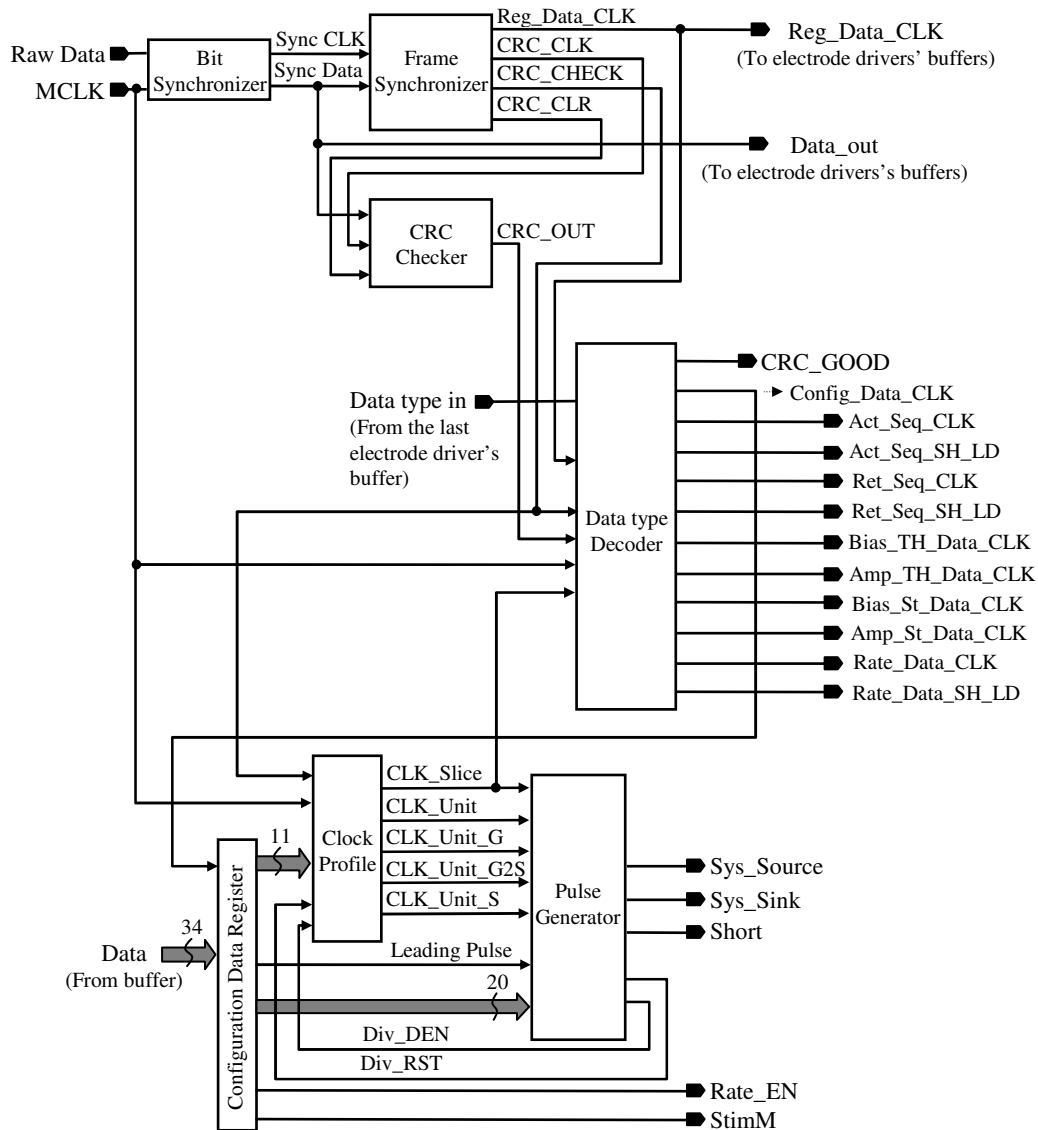 Reg_Data_CLK
Raw Data
MCLK
Bit
Synchronizer
Sync CLK
Sync Data
Frame
Synchronizer
CRC_CLK
CRC_CHECK
CRC_CLR
Reg_Data_CLK
(To electrode drivers' buffers)
Data_out
(To electrode drivers's buffers)
CRC
Checker
CRC_OUT
Data type in
(From the last
electrode driver's
buffer)
Data type
Decoder
CRC_GOOD
Config_Data_CLK
Act_Seq_CLK
Act_Seq_SH_LD
Ret_Seq_CLK
Ret_Seq_SH_LD
Bias_TH_Data_CLK
Amp_TH_Data_CLK
Bias_St_Data_CLK
Amp_St_Data_CLK
Rate_Data_CLK
Rate_Data_SH_LD
Clock
Profile
CLK_Slice
CLK_Unit
CLK_Unit_G
CLK_Unit_G2S
CLK_Unit_S
Pulse
Generator
Sys_Source
Sys_Sink
Short
11
34
Data
(From buffer)
Configuration Data Register
Leading Pulse
20
Div_DEN
Div_RST
Rate_EN
StimM